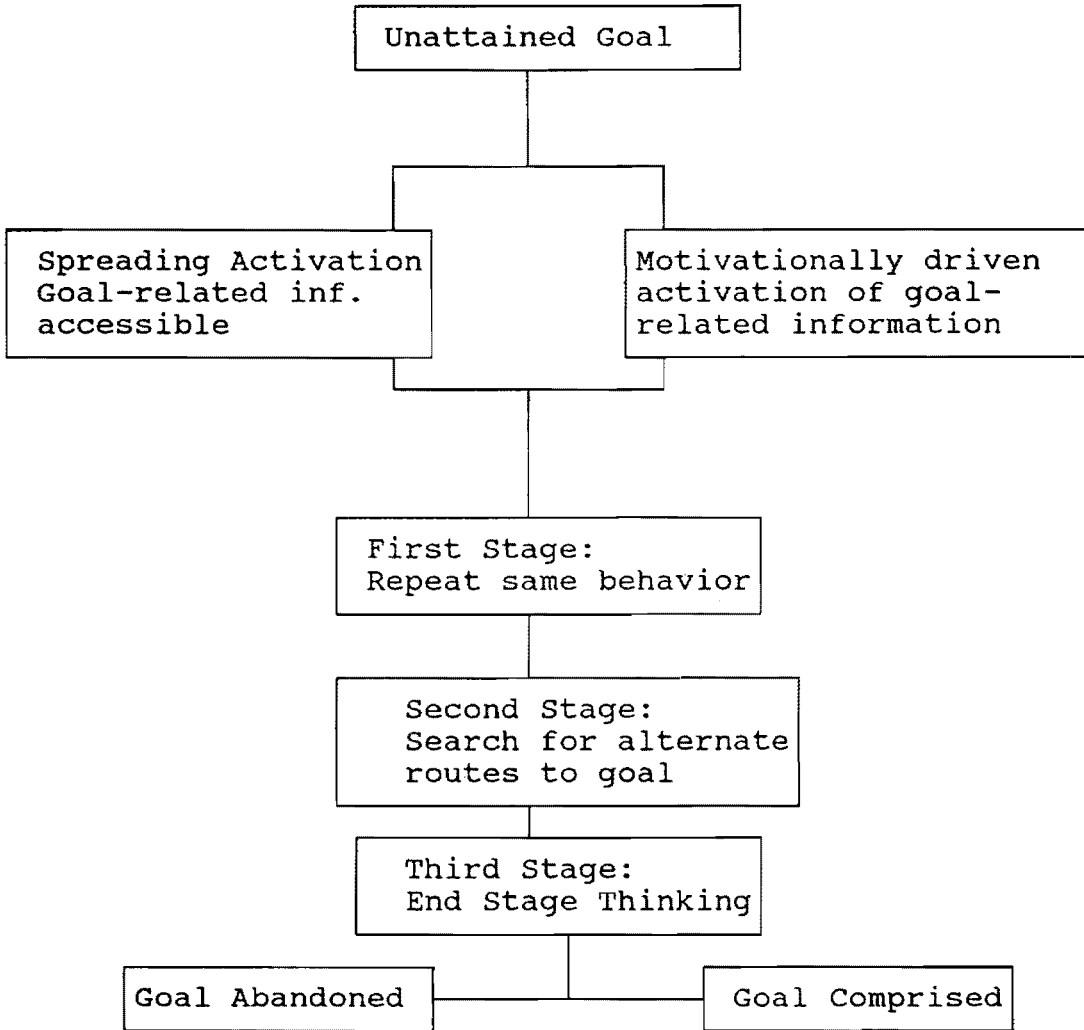 Unattained Goal
Spreading Activation
Goal-related inf.
accessible
Motivationally driven
activation of goal-
related information
First Stage:
Repeat same behavior
Second Stage:
Search for alternate
routes to goal
Third Stage:
End Stage Thinking
Goal Abandoned
Goal Comprised